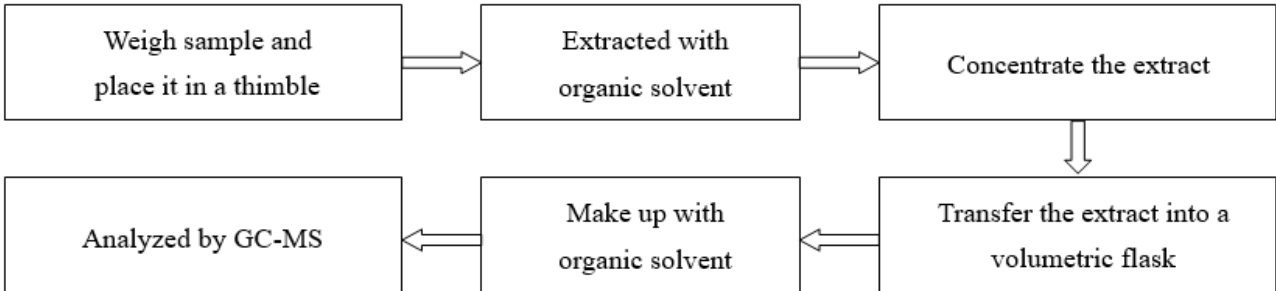 Weigh sample and
place it in a thimble
Extracted with
organic solvent
Concentrate the extract
Transfer the extract into a
volumetric flask
Make up with
organic solvent
Analyzed by GC-MS